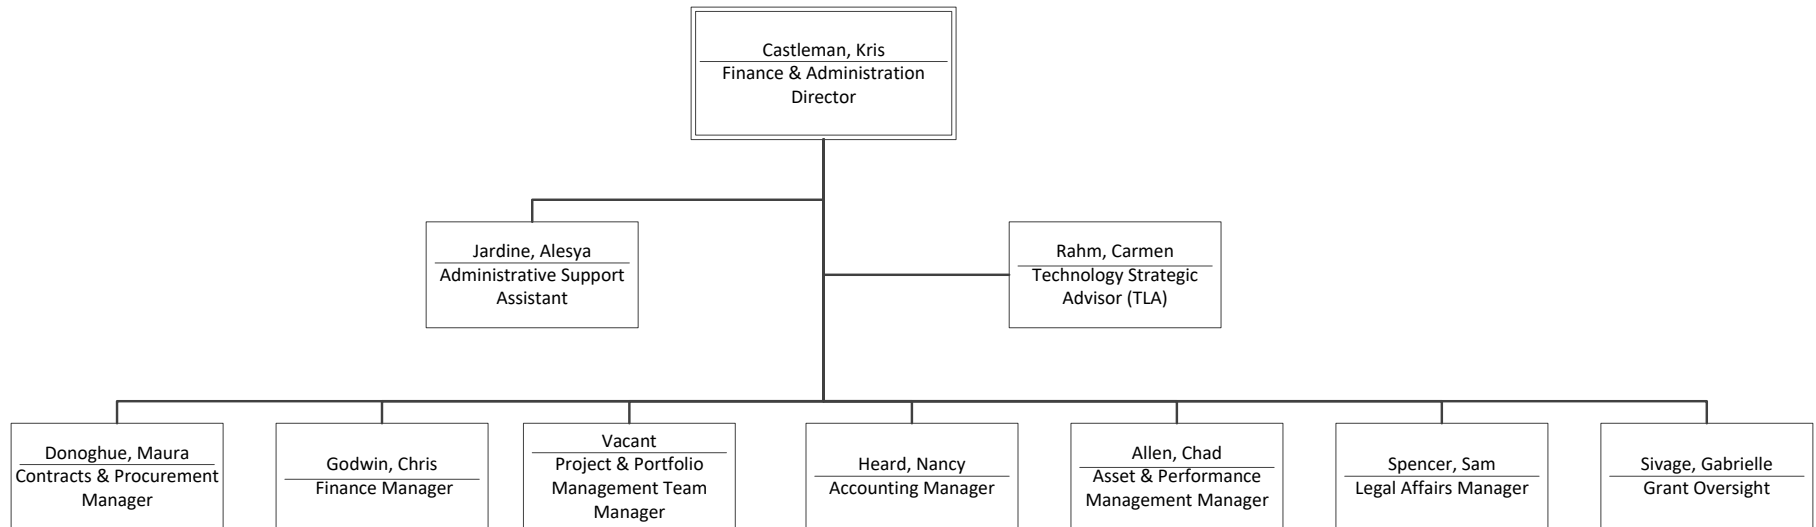 Castleman, Kris
Finance & Administration
Director
Jardine, Alesya
Administrative Support
Assistant
Rahm, Carmen
Technology Strategic
Advisor (TLA)
Donoghue, Maura
Contracts & Procurement
Manager
Godwin, Chris
Finance Manager
Vacant
Project & Portfolio
Management Team
Manager
Heard, Nancy
Accounting Manager
Allen, Chad
Asset & Performance
Management Manager
Spencer, Sam
Legal Affairs Manager
Sivage, Gabrielle
Grant Oversight